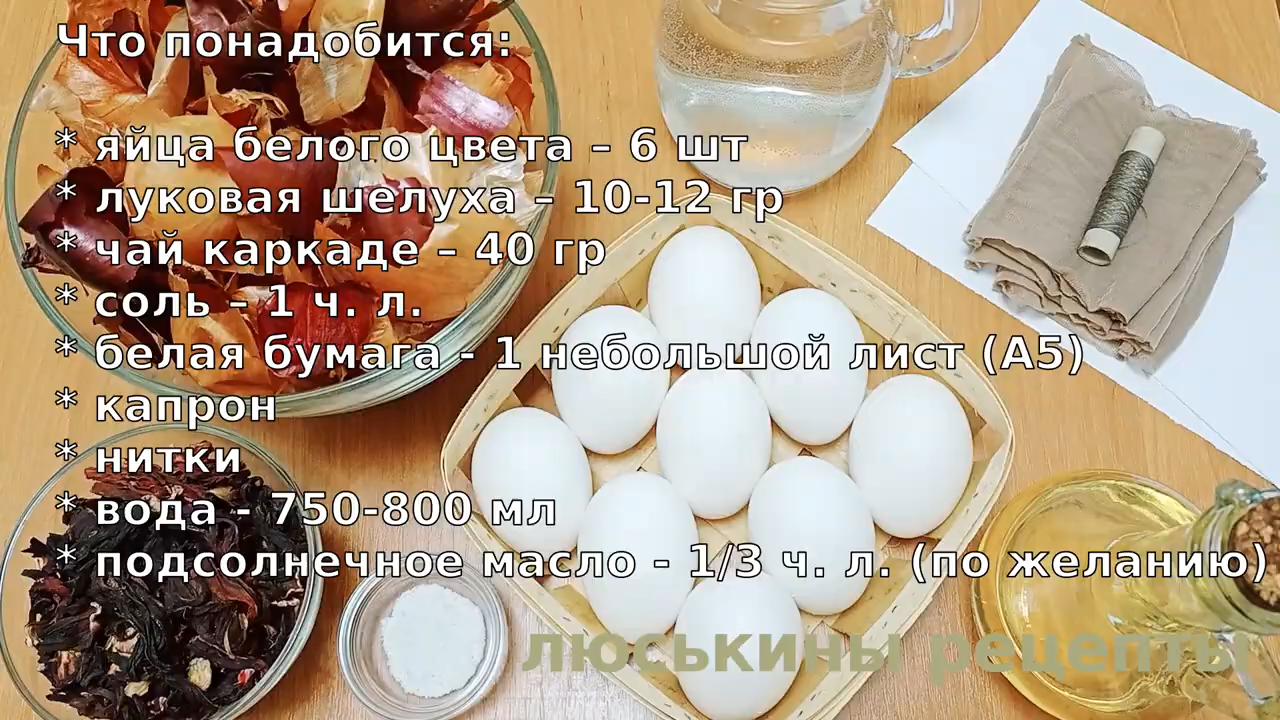 Что понадобится:
* яйца белого цвета – 6 шт
* луковая шелуха – 10-12 гр
* чай каркаде – 40 гр
* соль – 1 ч. л.
* белая бумага - 1 небольшой лист (А5)
* капрон
* нитки
* вода - 750-800 мл
* подсолнечное масло - 1/3 ч. л. (по желанию)
люськины рецепты